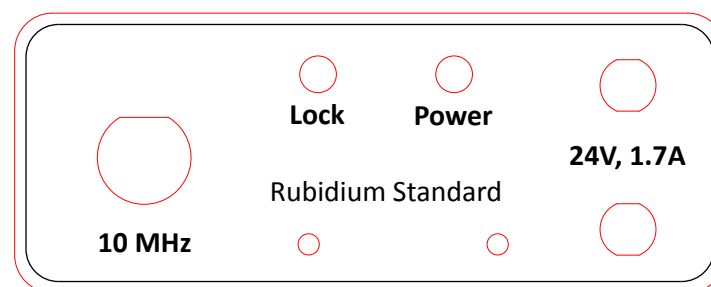 Lock
Power
24V, 1.7A
Rubidium Standard
10 MHz